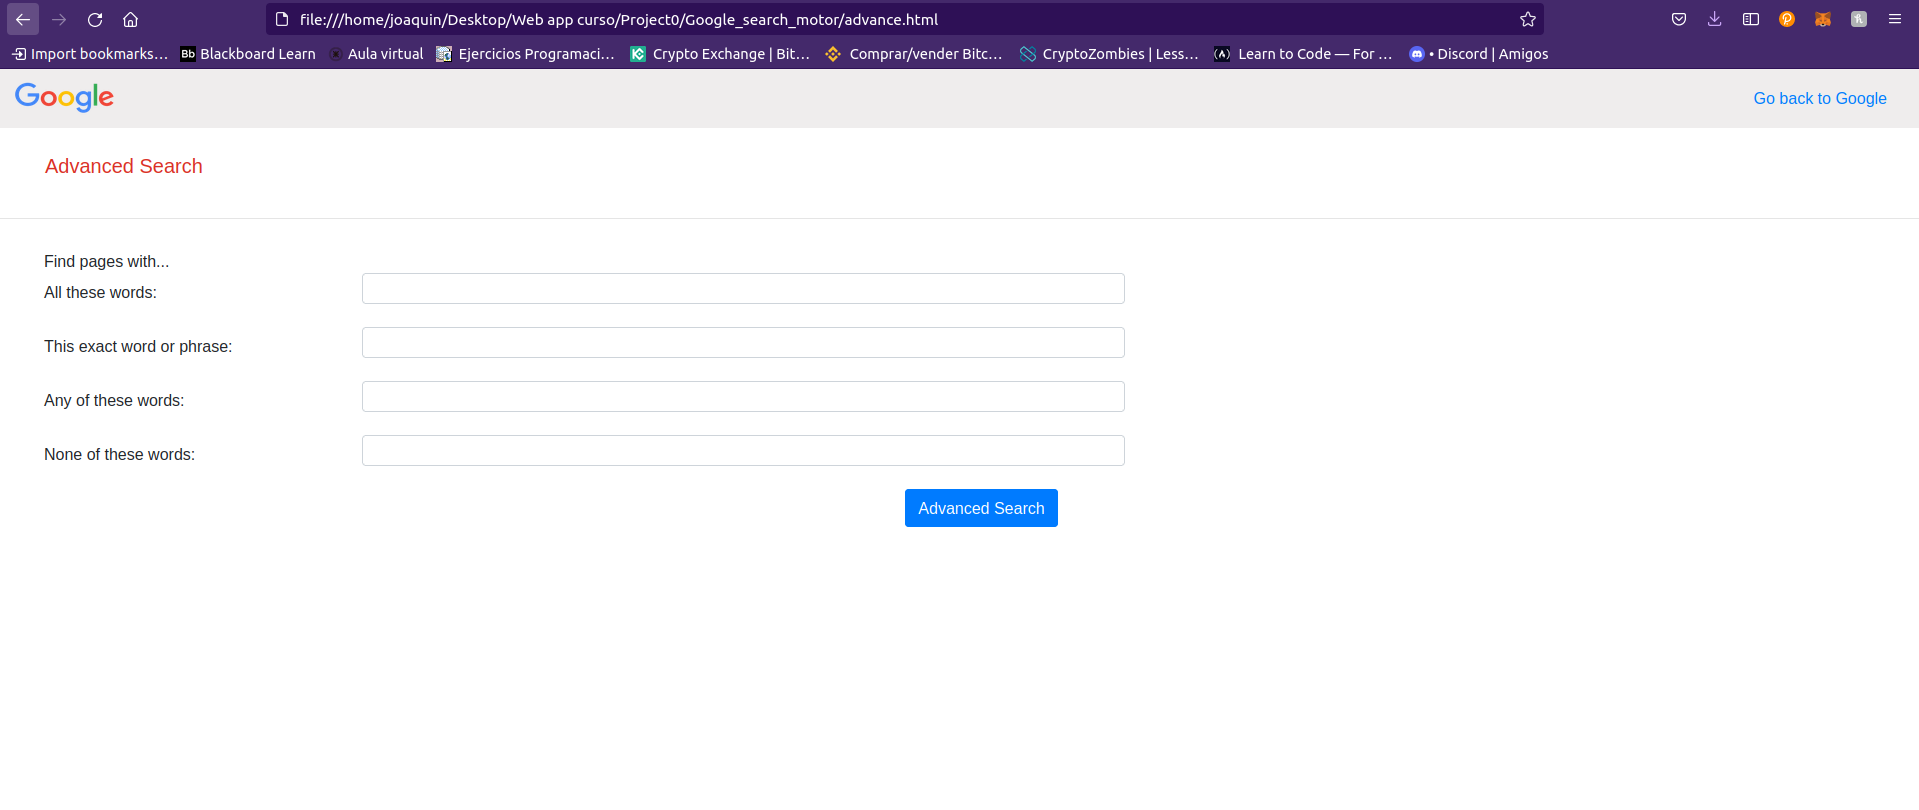 file:///home/joaquin/Desktop/Web app curso/Project0/Google_search_motor/advance.html
Import bookmarks… Bb Blackboard Learn Aula virtual Ejercicios Programaci… Crypto Exchange | Bit… Comprar/vender Bitc… CryptoZombies | Less… Learn to Code — For … • Discord | Amigos
Google Go back to Google
Advanced Search
Find pages with...
All these words:
This exact word or phrase:
Any of these words:
None of these words:
Advanced Search